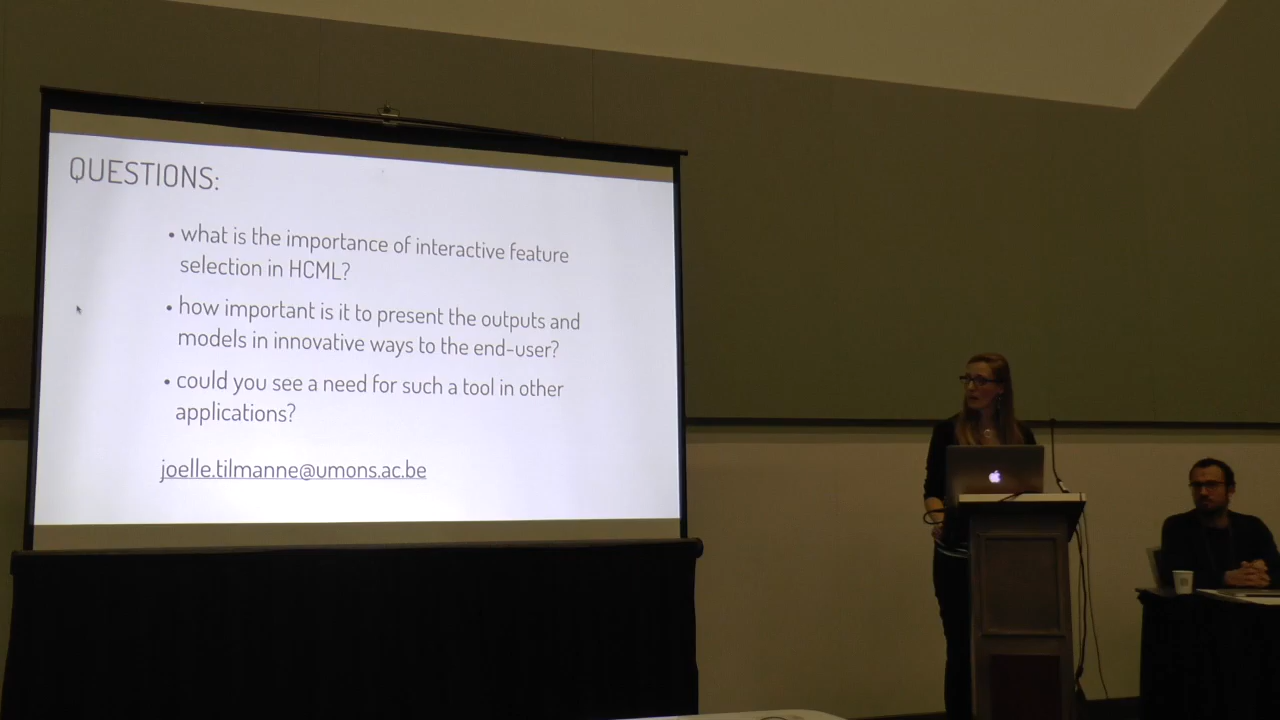 QUESTIONS:
• what is the importance of interactive feature
selection in HCML?
• how important is it to present the outputs and
models in innovative ways to the end-user?
• could you see a need for such a tool in other
applications?
joelle.tilmanne@umons.ac.be